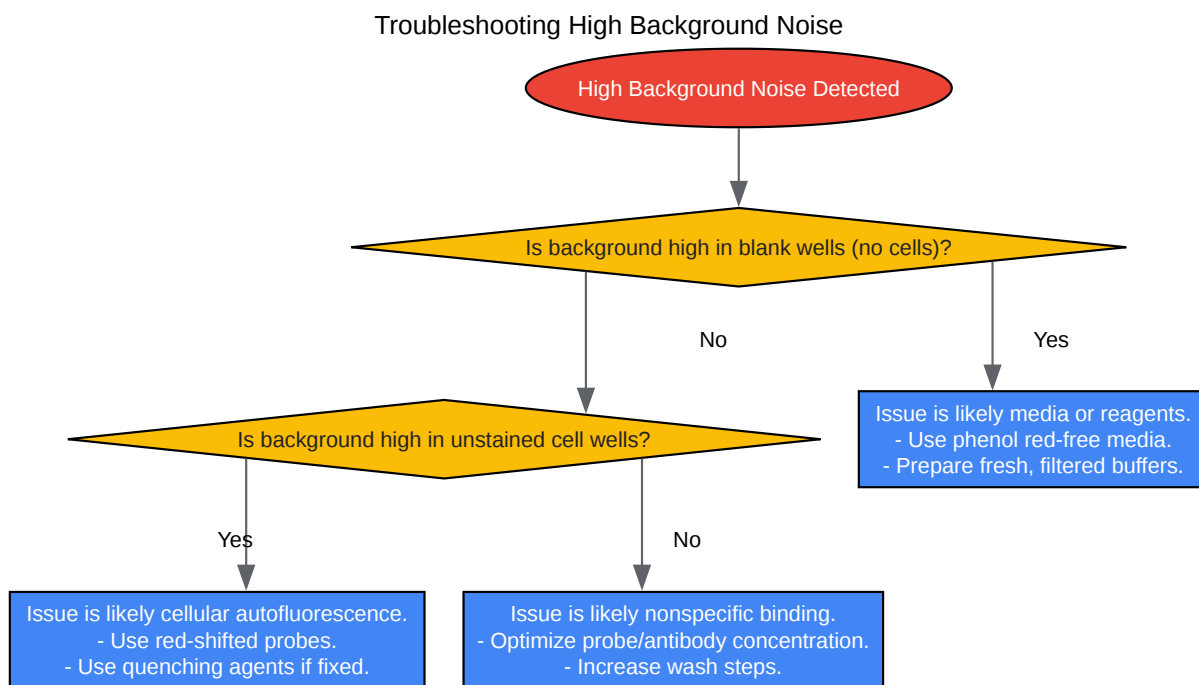 Troubleshooting High Background Noise
High Background Noise Detected
Is background high in blank wells (no cells)?
No
Yes
Issue is likely media or reagents.
- Use phenol red-free media.
- Prepare fresh, filtered buffers.
Is background high in unstained cell wells?
Yes
No
Issue is likely cellular autofluorescence.
- Use red-shifted probes.
- Use quenching agents if fixed.
Issue is likely nonspecific binding.
- Optimize probe/antibody concentration.
- Increase wash steps.